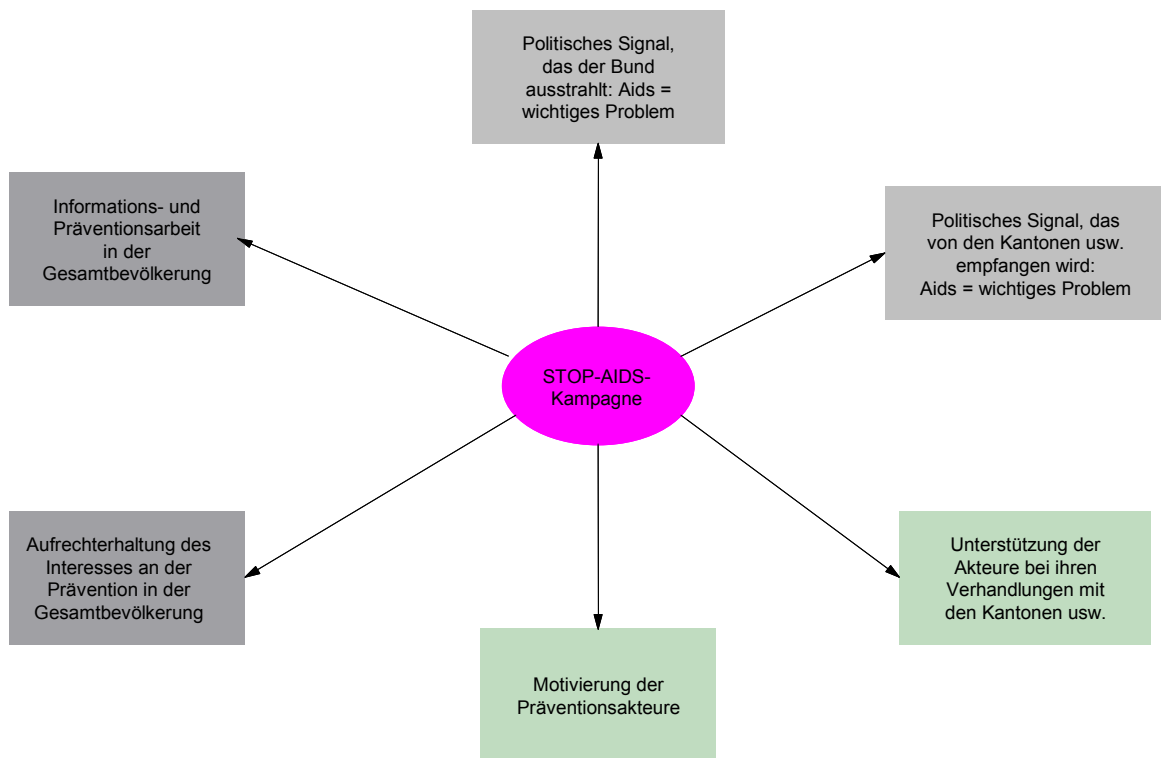 Politisches Signal,
das der Bund
ausstrahlt: Aids =
wichtiges Problem
Informations- und
Präventionsarbeit
in der
Gesamtbevölkerung
Politisches Signal, das
von den Kantonen usw.
empfangen wird:
Aids = wichtiges Problem
STOP-AIDS-
Kampagne
Aufrechterhaltung des
Interesses an der
Prävention in der
Gesamtbevölkerung
Unterstützung der
Akteure bei ihren
Verhandlungen mit
den Kantonen usw.
Motivierung der
Präventionsakteure